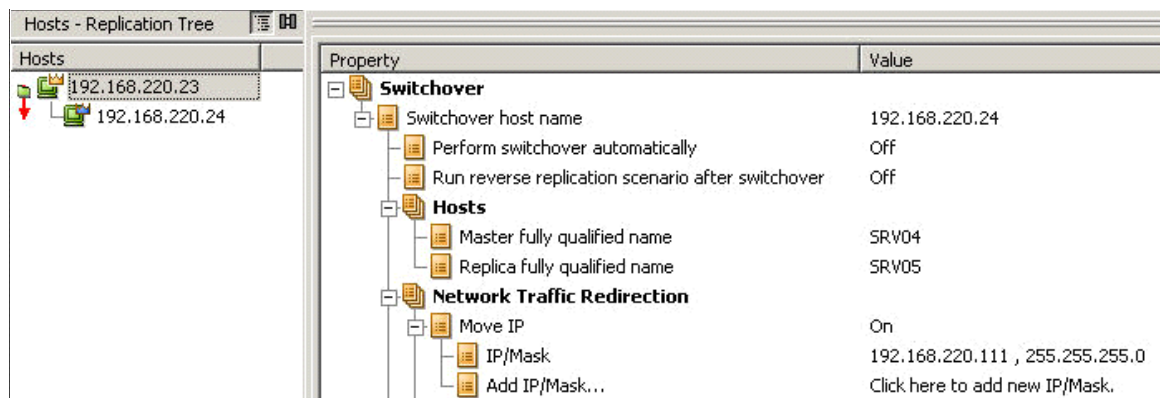 Hosts - Replication Tree
Hosts
192.168.220.23
192.168.220.24
Property Value
Switchover
Switchover host name 192.168.220.24
Perform switchover automatically Off
Run reverse replication scenario after switchover Off
Hosts
Master fully qualified name SRV04
Replica fully qualified name SRV05
Network Traffic Redirection
Move IP On
IP/Mask 192.168.220.111 , 255.255.255.0
Add IP/Mask... Click here to add new IP/Mask.